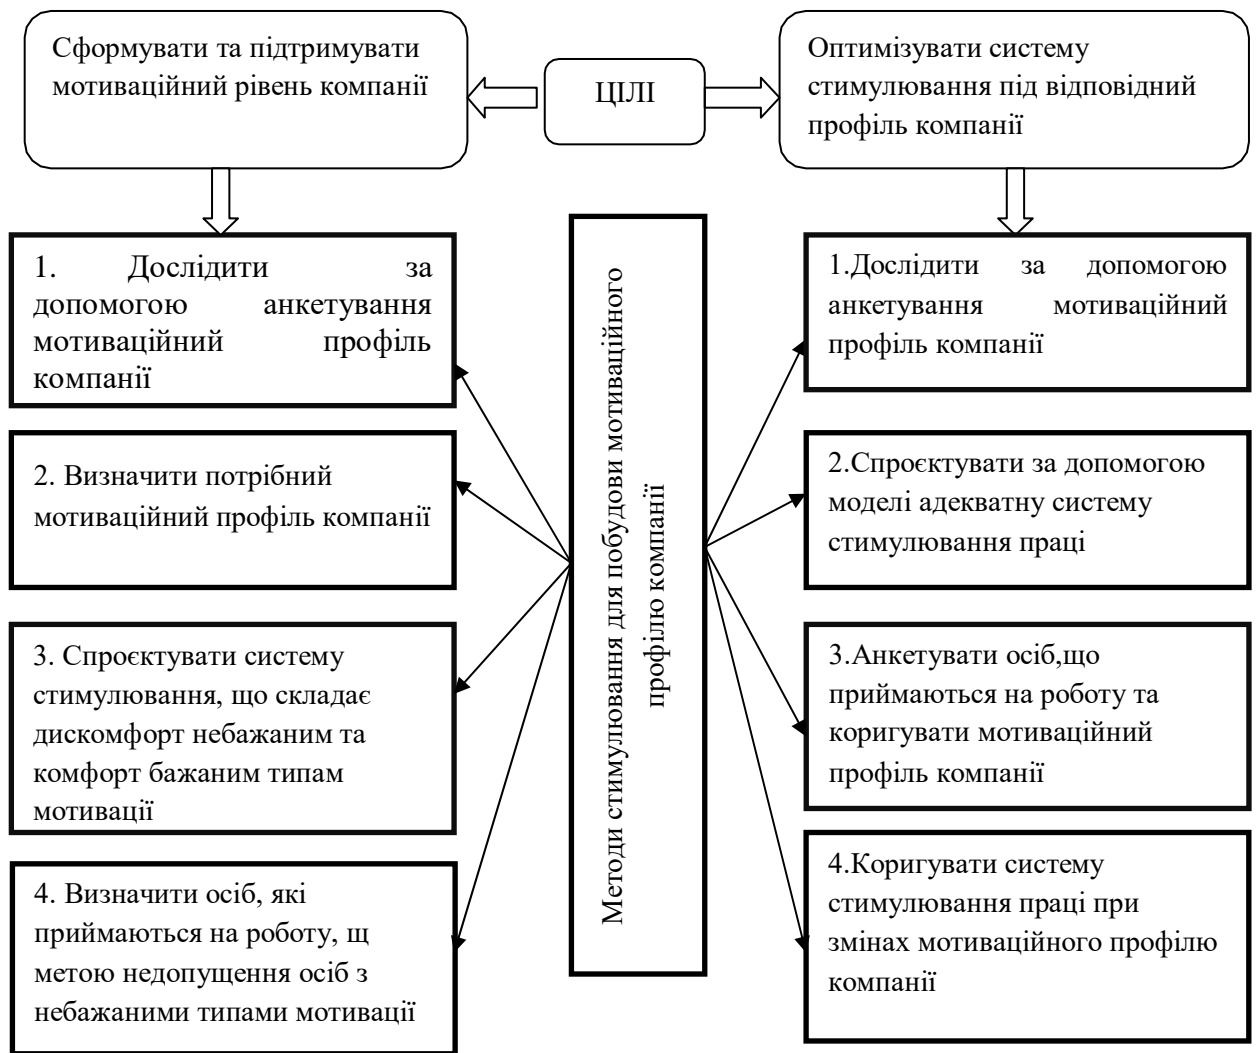 Сформувати та підтримувати
мотиваційний рівень компанії
ЦІЛІ
Оптимізувати систему
стимулювання під відповідний
профіль компанії
1. Дослідити за
допомогою анкетування
мотиваційний профіль
компанії
2. Визначити потрібний
мотиваційний профіль компанії
3. Спроєктувати систему
стимулювання, що складає
дискомфорт небажаним та
комфорт бажаним типам
мотивації
4. Визначити осіб, які
приймаються на роботу, щ
метою недопущення осіб з
небажаними типами мотивації
Методи стимулювання для побудови мотиваційного
профілю компанії
1.Дослідити за допомогою
анкетування мотиваційний
профіль компанії
2.Спроєктувати за допомогою
моделі адекватну систему
стимулювання праці
3.Анкетувати осіб,що
приймаються на роботу та
коригувати мотиваційний
профіль компанії
4.Коригувати систему
стимулювання праці при
змінах мотиваційного профілю
компанії